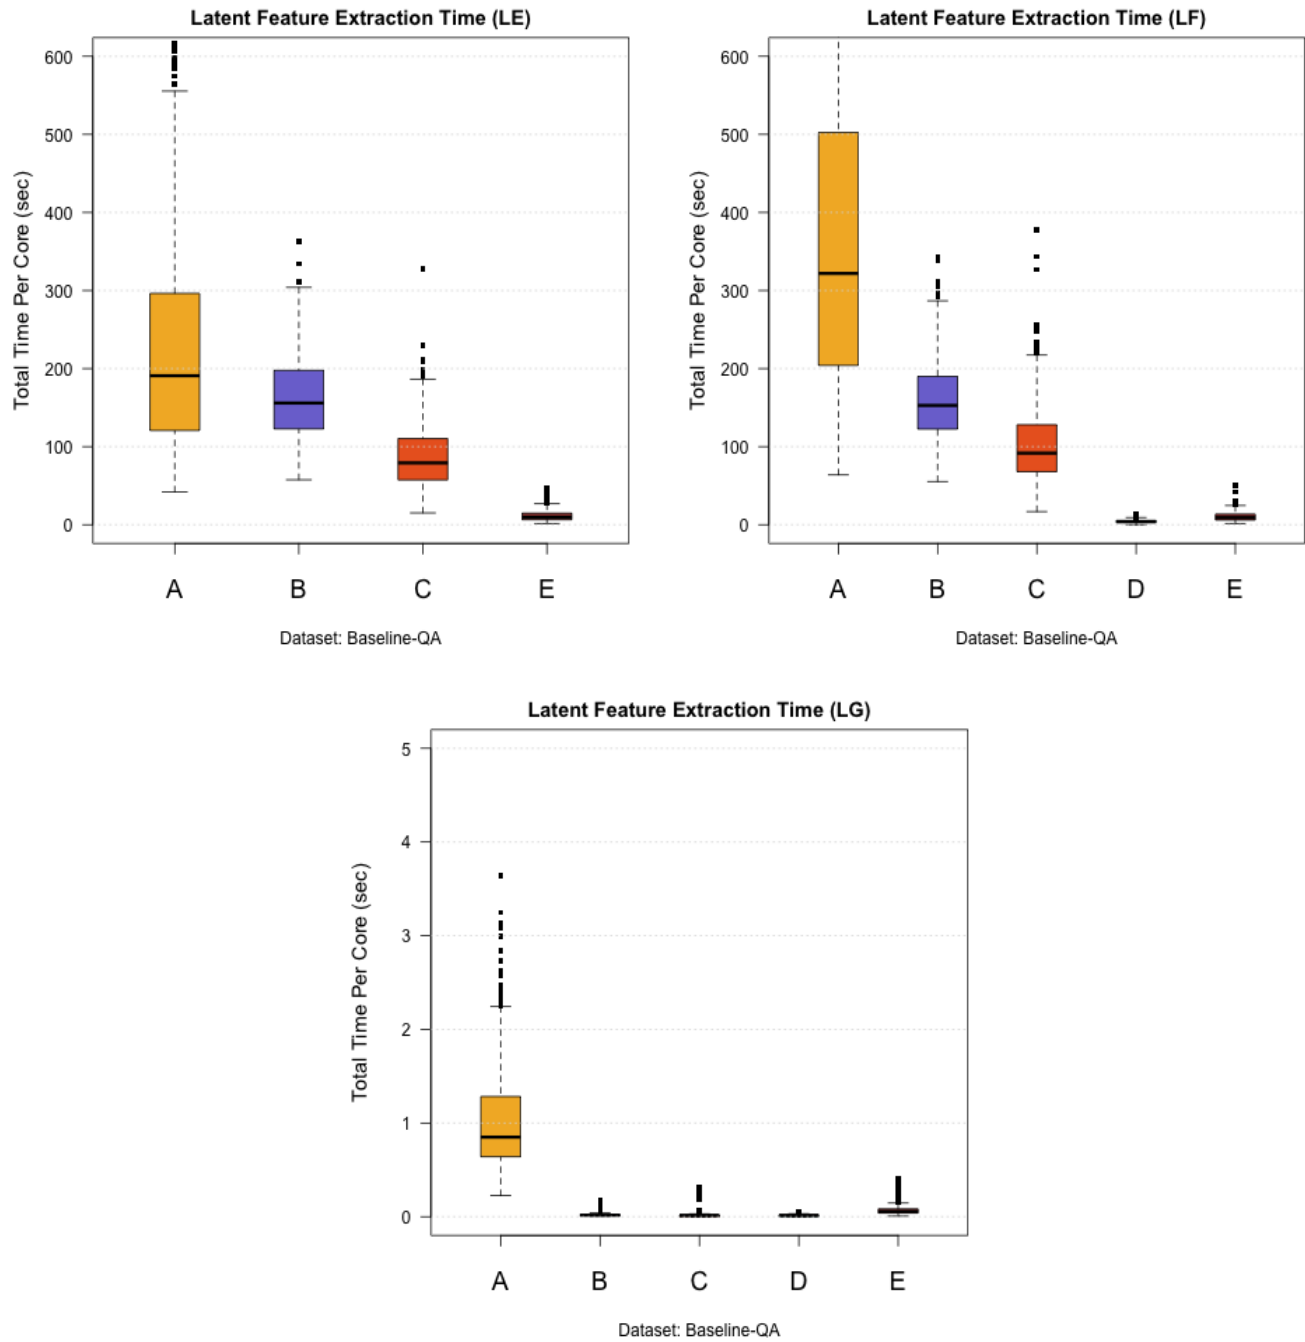 Latent Feature Extraction Time (LE)
Total Time Per Core (sec)
600
500
400
300
200
100
0
A B C E
Dataset: Baseline-QA
Latent Feature Extraction Time (LF)
Total Time Per Core (sec)
600
500
400
300
200
100
0
A B C D E
Dataset: Baseline-QA
Latent Feature Extraction Time (LG)
Total Time Per Core (sec)
5
4
3
2
1
0
A B C D E
Dataset: Baseline-QA